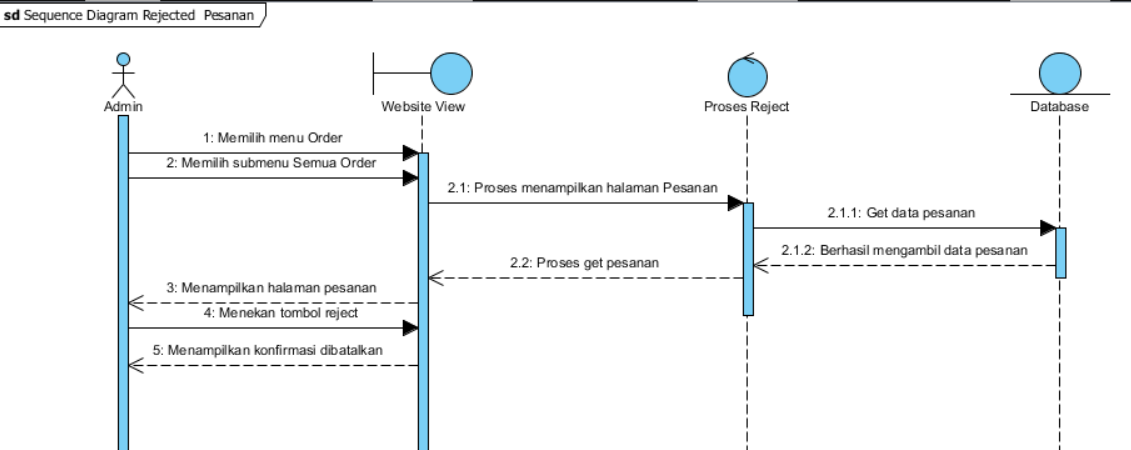 sd Sequence Diagram Rejected Pesanan
Admin
Website View
Proses Reject
Database
1: Memilih menu Order
2: Memilih submenu Semua Order
2.1: Proses menampilkan halaman Pesanan
2.1.1: Get data pesanan
2.1.2: Berhasil mengambil data pesanan
2.2: Proses get pesanan
3: Menampilkan halaman pesanan
4: Menekan tombol reject
5: Menampilkan konfirmasi dibatalkan